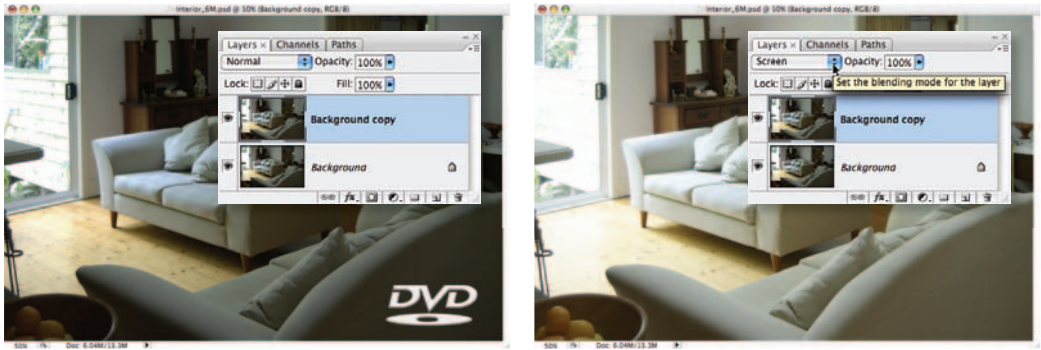 Interior_6M.psd @ 50% (Background copy, RGB/8)
Layers × Channels Paths
Normal Opacity: 100%
Lock: Fill: 100%
Background copy
Background
fx.
DVD
50% Doc: 6.04M/13.3M
Interior_6M.psd @ 50% (Background copy, RGB/8)
Layers × Channels Paths
Screen Opacity: 100%
Lock: Set the blending mode for the layer
Background copy
Background
fx.
50% Doc: 6.04M/13.3M